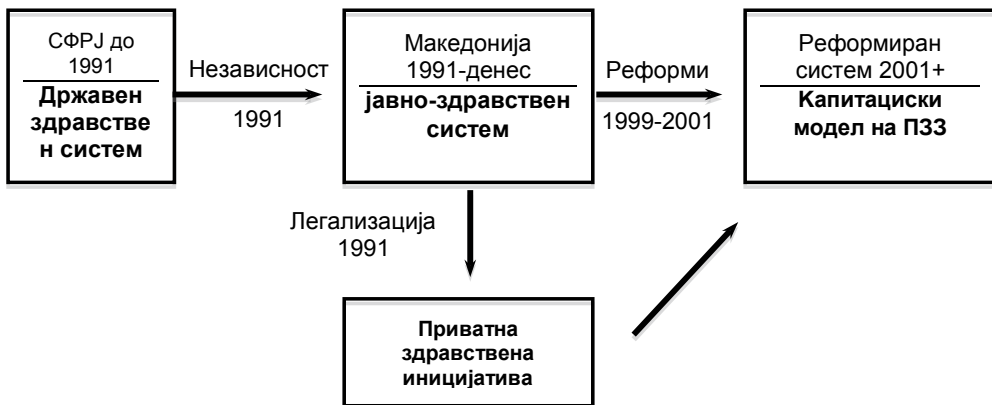 СФРЈ до
1991
Државен
здравстве
н систем
Независност
1991
Македонија
1991-денес
јавно-здравствен
систем
Реформи
1999-2001
Реформиран
систем 2001+
Капитациски
модел на ПЗЗ
Легализација
1991
Приватна
здравствена
иницијатива